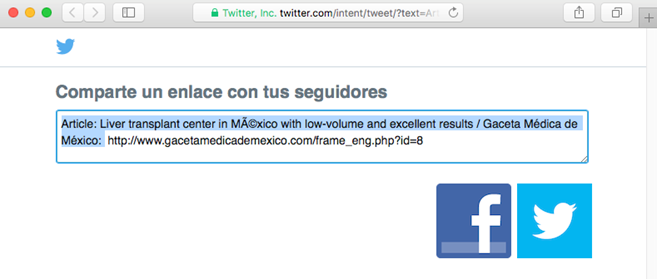 Twitter, Inc. twitter.com/intent/tweet/?text=Art
Comparte un enlace con tus seguidores
Article: Liver transplant center in MÃ©xico with low-volume and excellent results / Gaceta Médica de
México: http://www.gacetamedicademexico.com/frame_eng.php?id=8
f